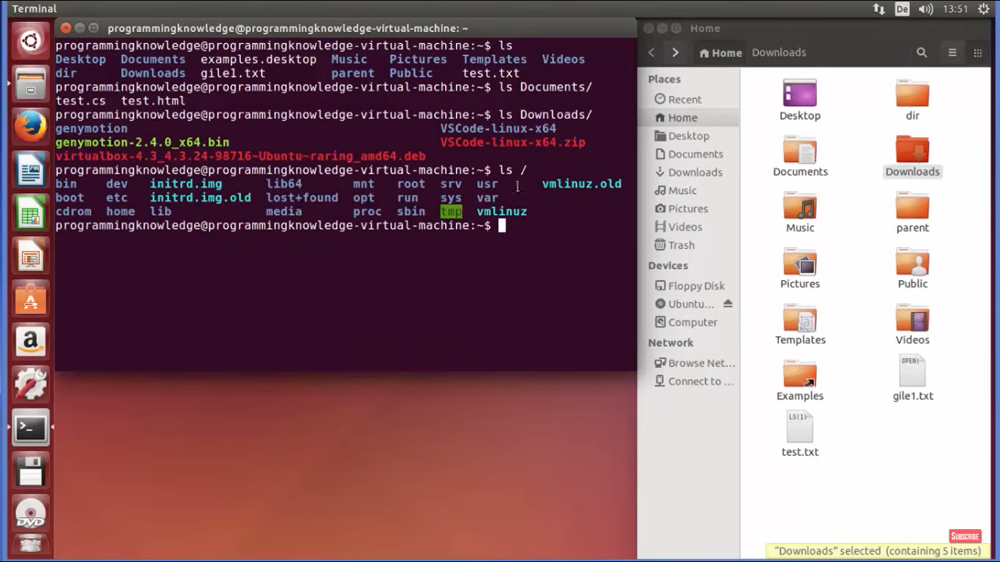 Terminal
De
13:51
programmingknowledge@programmingknowledge-virtual-machine: ~
programmingknowledge@programmingknowledge-virtual-machine:~$ ls
Desktop Documents examples.desktop Music Pictures Templates Videos
dir Downloads gile1.txt parent Public test.txt
programmingknowledge@programmingknowledge-virtual-machine:~$ ls Documents/
test.cs test.html
programmingknowledge@programmingknowledge-virtual-machine:~$ ls Downloads/
genymotion VSCode-linux-x64
genymotion-2.4.0_x64.bin VSCode-linux-x64.zip
virtualbox-4.3_4.3.24-98716~Ubuntu~raring_amd64.deb
programmingknowledge@programmingknowledge-virtual-machine:~$ ls /
bin dev initrd.img lib64 mnt root srv usr vmlinuz.old
boot etc initrd.img.old lost+found opt run sys var
cdrom home lib media proc sbin tmp vmlinuz
programmingknowledge@programmingknowledge-virtual-machine:~$
Home
Home Downloads
Places
Recent
Home
Desktop
Documents
Downloads
Music
Pictures
Videos
Trash
Devices
Floppy Disk
Ubuntu...
Computer
Network
Browse Net...
Connect to ...
Desktop
dir
Documents
Downloads
Music
parent
Pictures
Public
Templates
Videos
OPEN(
Examples
gile1.txt
LS(1)
test.txt
a
>_
DVD
SUBSCRIBE
"Downloads" selected (containing 5 items)